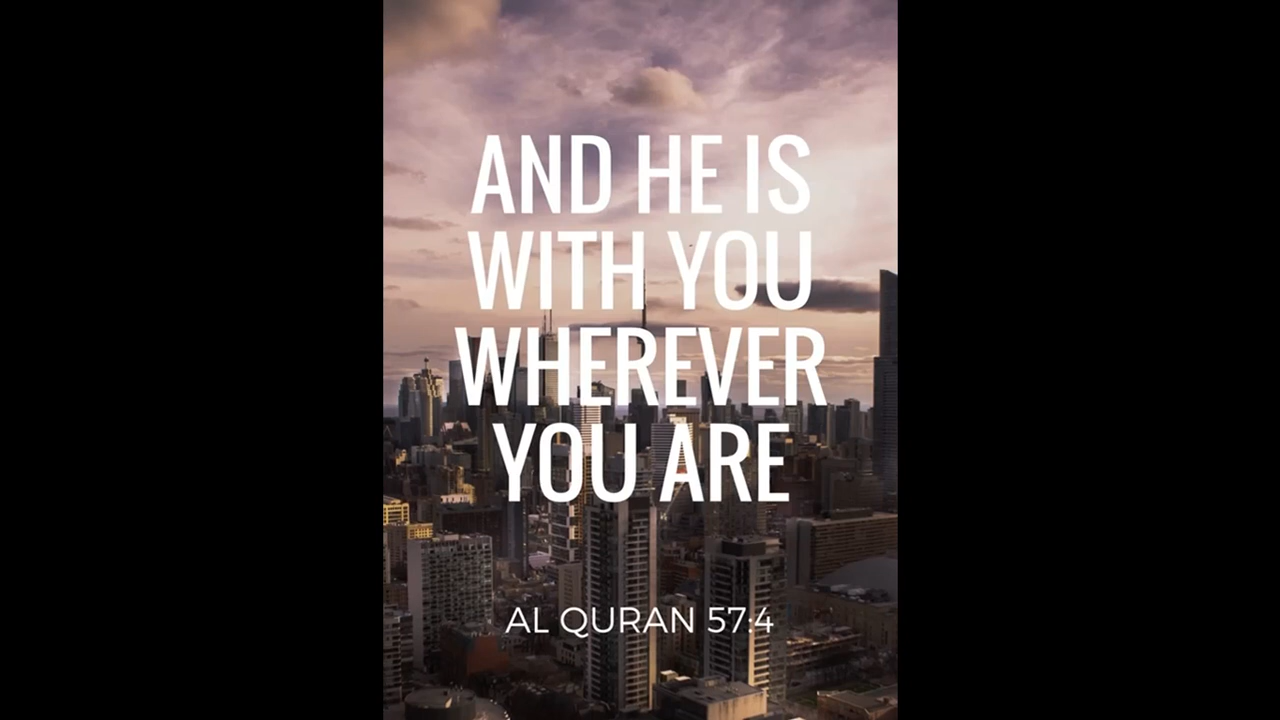 AND HE IS
WITH YOU
WHEREVER
YOU ARE
AL QURAN 57:4